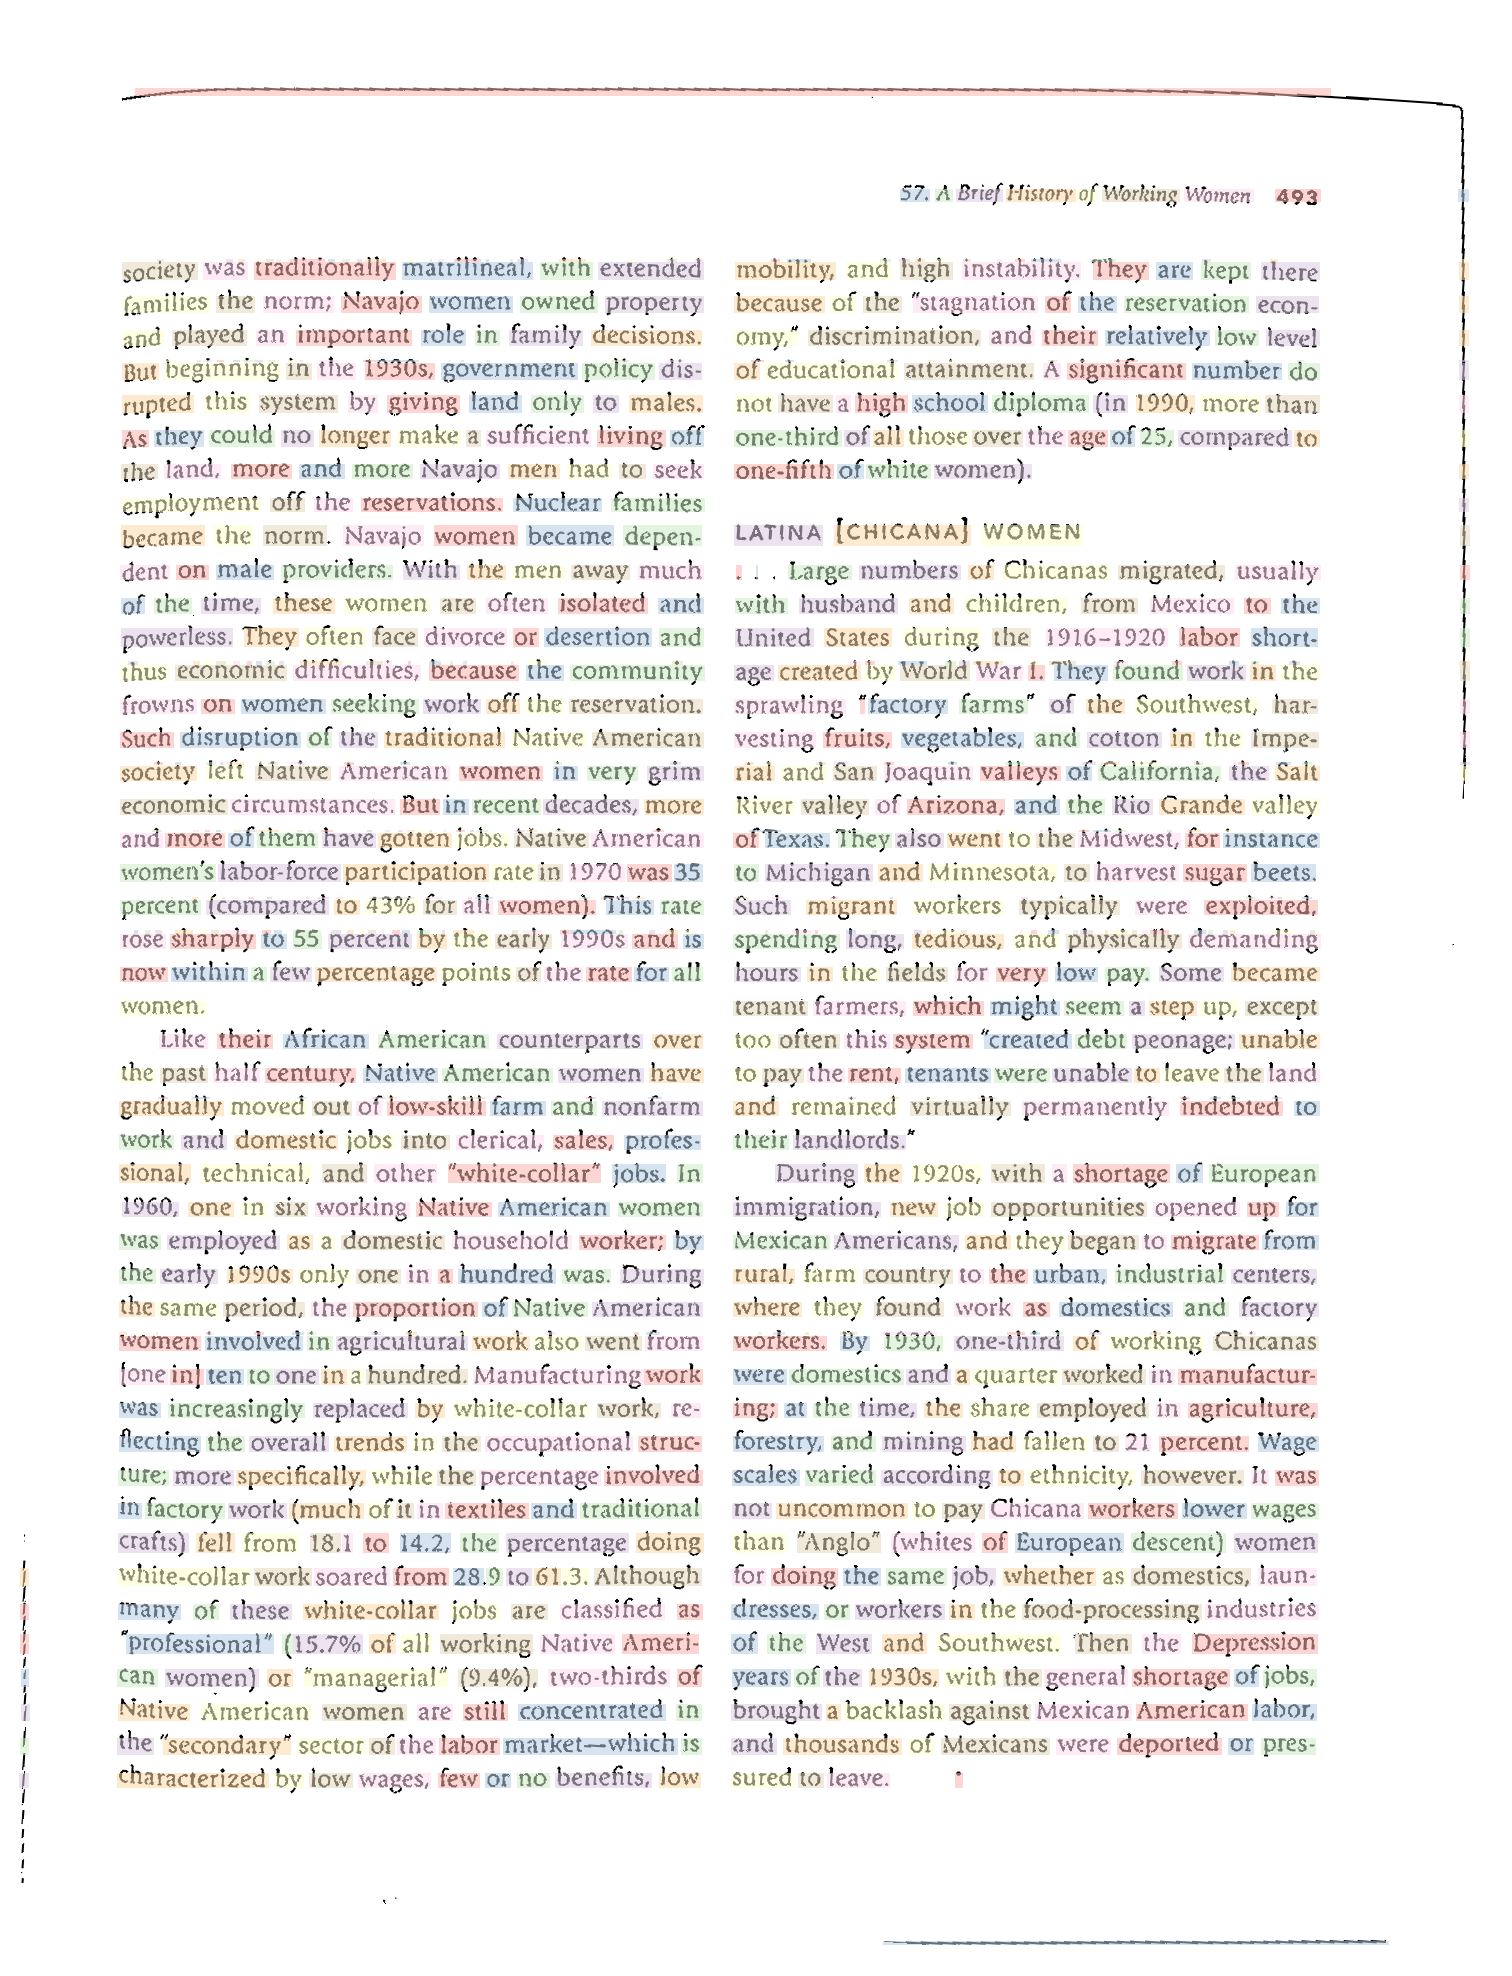 57. A Brief History of Working Women 493
society was traditionally matrilineal, with extended
families the norm; Navajo women owned property
and played an important role in family decisions.
But beginning in the 1930s, government policy dis-
rupted this system by giving land only to males.
As they could no longer make a sufficient living off
the land, more and more Navajo men had to seek
employment off the reservations. Nuclear families
became the norm. Navajo women became depen-
dent on male providers. With the men away much
of the time, these women are often isolated and
powerless. They often face divorce or desertion and
thus economic difficulties, because the community
frowns on women seeking work off the reservation.
Such disruption of the traditional Native American
society left Native American women in very grim
economic circumstances. But in recent decades, more
and more of them have gotten jobs. Native American
women's labor-force participation rate in 1970 was 35
percent (compared to 43% for all women). This rate
rose sharply to 55 percent by the early 1990s and is
now within a few percentage points of the rate for all
women.
Like their African American counterparts over
the past half century, Native American women have
gradually moved out of low-skill farm and nonfarm
work and domestic jobs into clerical, sales, profes-
sional, technical, and other "white-collar" jobs. In
1960, one in six working Native American women
was employed as a domestic household worker; by
the early 1990s only one in a hundred was. During
the same period, the proportion of Native American
women involved in agricultural work also went from
[one in] ten to one in a hundred. Manufacturing work
was increasingly replaced by white-collar work, re-
flecting the overall trends in the occupational struc-
ture; more specifically, while the percentage involved
in factory work (much of it in textiles and traditional
crafts) fell from 18.1 to 14.2, the percentage doing
white-collar work soared from 28.9 to 61.3. Although
many of these white-collar jobs are classified as
"professional" (15.7% of all working Native Ameri-
can women) or "managerial" (9.4%), two-thirds of
Native American women are still concentrated in
the "secondary" sector of the labor market—which is
characterized by low wages, few or no benefits, low
mobility, and high instability. They are kept there
because of the "stagnation of the reservation econ-
omy," discrimination, and their relatively low level
of educational attainment. A significant number do
not have a high school diploma (in 1990, more than
one-third of all those over the age of 25, compared to
one-fifth of white women).
LATINA [CHICANA] WOMEN
. . . Large numbers of Chicanas migrated, usually
with husband and children, from Mexico to the
United States during the 1916–1920 labor short-
age created by World War I. They found work in the
sprawling "factory farms" of the Southwest, har-
vesting fruits, vegetables, and cotton in the Impe-
rial and San Joaquin valleys of California, the Salt
River valley of Arizona, and the Rio Grande valley
of Texas. They also went to the Midwest, for instance
to Michigan and Minnesota, to harvest sugar beets.
Such migrant workers typically were exploited,
spending long, tedious, and physically demanding
hours in the fields for very low pay. Some became
tenant farmers, which might seem a step up, except
too often this system "created debt peonage; unable
to pay the rent, tenants were unable to leave the land
and remained virtually permanently indebted to
their landlords."
During the 1920s, with a shortage of European
immigration, new job opportunities opened up for
Mexican Americans, and they began to migrate from
rural, farm country to the urban, industrial centers,
where they found work as domestics and factory
workers. By 1930, one-third of working Chicanas
were domestics and a quarter worked in manufactur-
ing; at the time, the share employed in agriculture,
forestry, and mining had fallen to 21 percent. Wage
scales varied according to ethnicity, however. It was
not uncommon to pay Chicana workers lower wages
than "Anglo" (whites of European descent) women
for doing the same job, whether as domestics, laun-
dresses, or workers in the food-processing industries
of the West and Southwest. Then the Depression
years of the 1930s, with the general shortage of jobs,
brought a backlash against Mexican American labor,
and thousands of Mexicans were deported or pres-
sured to leave.